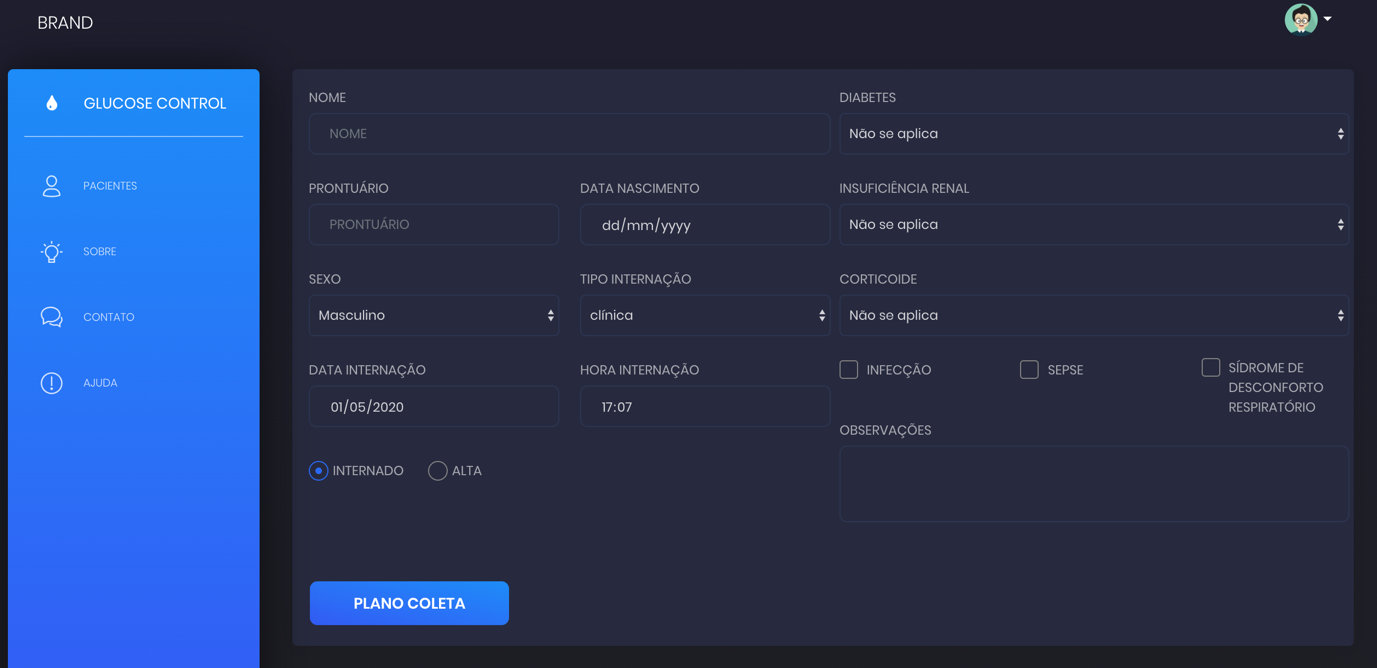 BRAND
GLUCOSE CONTROL
PACIENTES
SOBRE
CONTATO
AJUDA
NOME
NOME
DIABETES
Não se aplica
PRONTUÁRIO
PRONTUÁRIO
DATA NASCIMENTO
dd/mm/yyyy
INSUFICIÊNCIA RENAL
Não se aplica
SEXO
Masculino
TIPO INTERNAÇÃO
clínica
CORTICOIDE
Não se aplica
DATA INTERNAÇÃO
01/05/2020
HORA INTERNAÇÃO
17:07
INFECÇÃO
SEPSE
SÍDROME DE
DESCONFORTO
RESPIRATÓRIO
OBSERVAÇÕES
INTERNADO
ALTA
PLANO COLETA